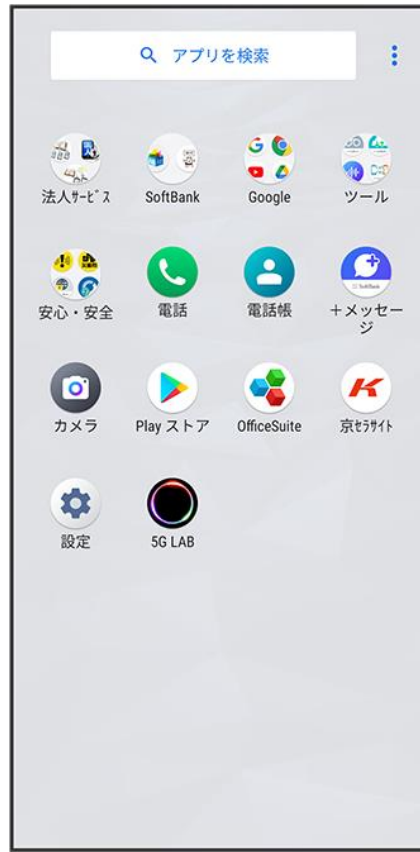 アプリを検索
法人ｻｰﾋﾞｽ
SoftBank
Google
ツール
安心・安全
電話
電話帳
＋メッセー
ジ
カメラ
Play ストア
OfficeSuite
京ｾﾗｻｲﾄ
設定
5G LAB